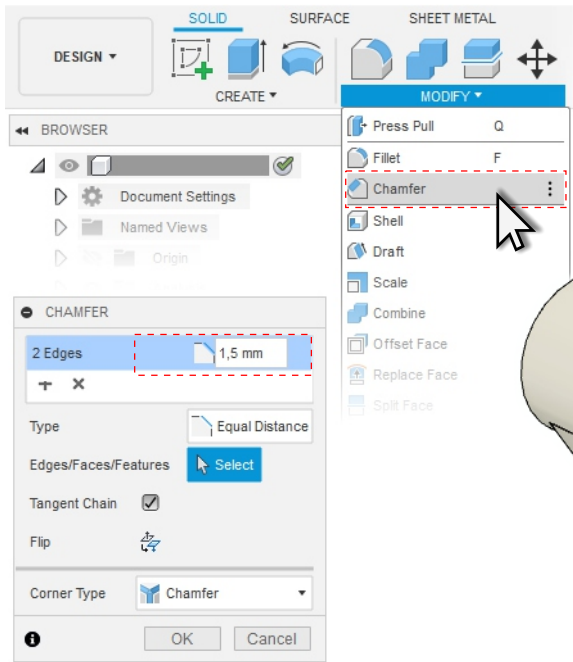 SOLID SURFACE SHEET METAL
DESIGN
CREATE MODIFY
BROWSER
Document Settings
Named Views
Origin
Press Pull Q
Fillet F
Chamfer
Shell
Draft
Scale
Combine
Offset Face
Replace Face
Split Face
CHAMFER
2 Edges 1,5 mm
Type Equal Distance
Edges/Faces/Features Select
Tangent Chain
Flip
Corner Type Chamfer
OK Cancel